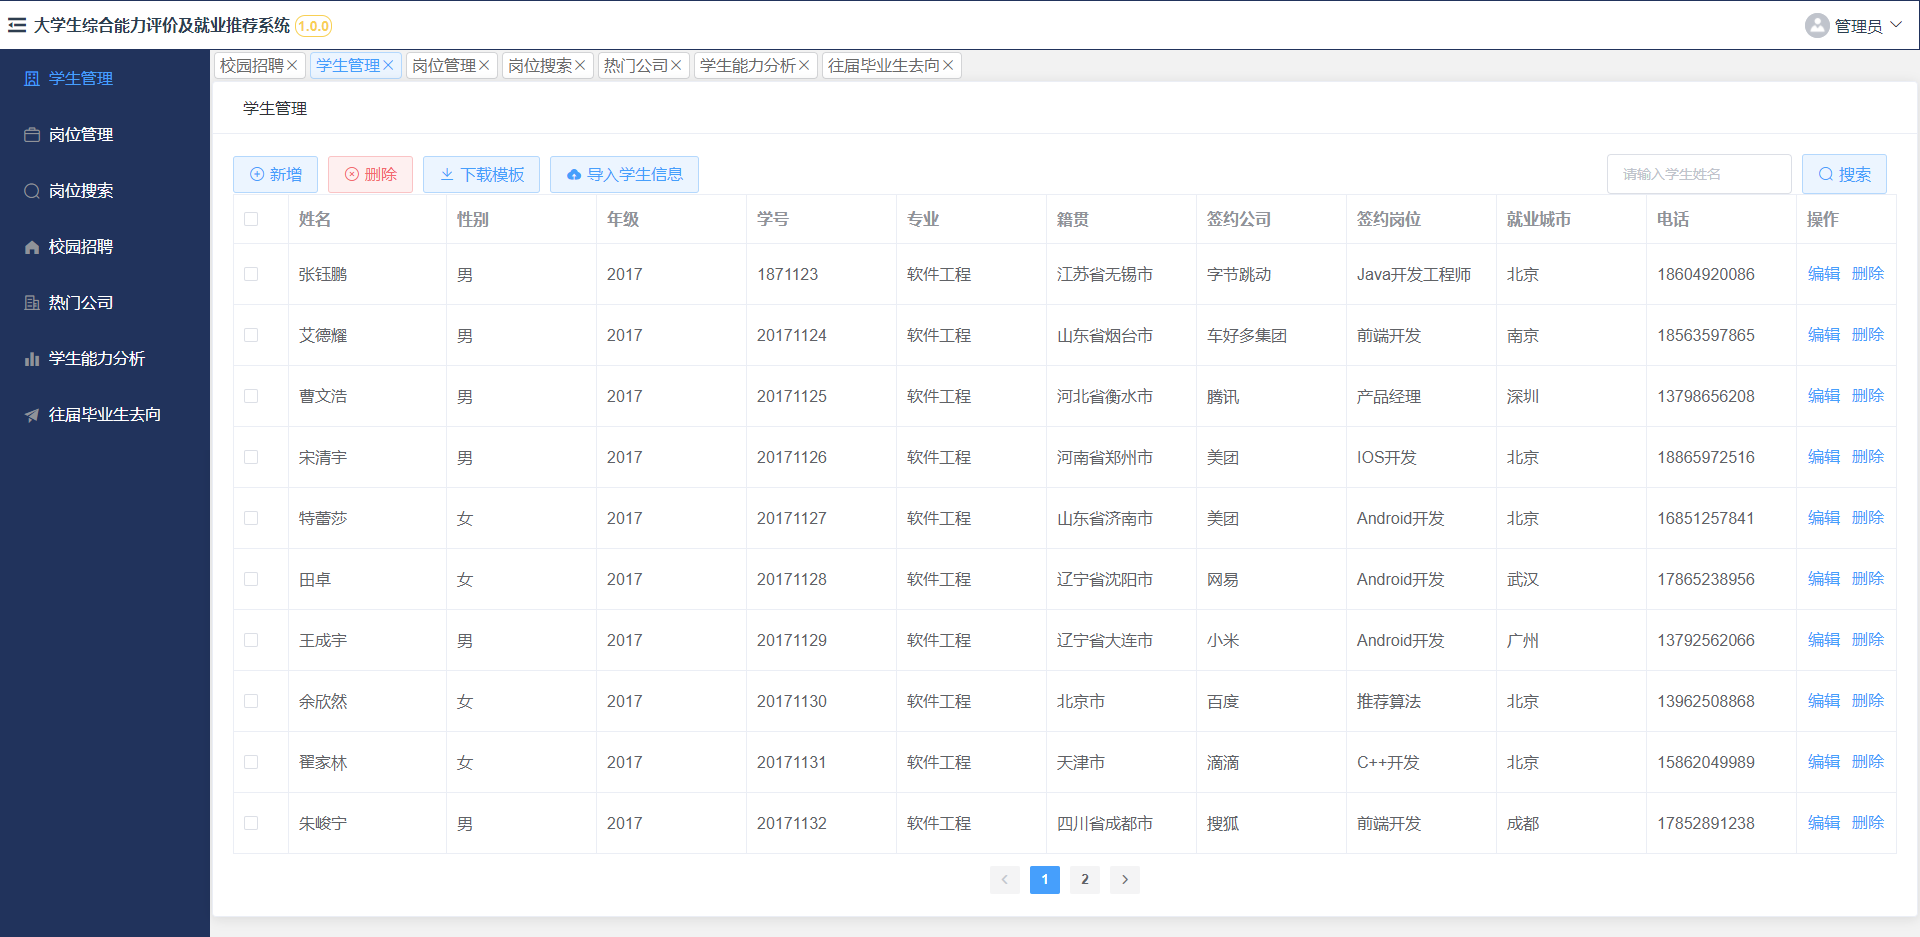 大学生综合能力评价及就业推荐系统 1.0.0 管理员
学生管理
岗位管理
岗位搜索
校园招聘
热门公司
学生能力分析
往届毕业生去向
校园招聘 学生管理 岗位管理 岗位搜索 热门公司 学生能力分析 往届毕业生去向
学生管理
新增 删除 下载模板 导入学生信息 请输入学生姓名 搜索
姓名 性别 年级 学号 专业 籍贯 签约公司 签约岗位 就业城市 电话 操作
张钰鹏 男 2017 1871123 软件工程 江苏省无锡市 字节跳动 Java开发工程师 北京 18604920086 编辑 删除
艾德耀 男 2017 20171124 软件工程 山东省烟台市 车好多集团 前端开发 南京 18563597865 编辑 删除
曹文浩 男 2017 20171125 软件工程 河北省衡水市 腾讯 产品经理 深圳 13798656208 编辑 删除
宋清宇 男 2017 20171126 软件工程 河南省郑州市 美团 IOS开发 北京 18865972516 编辑 删除
特蕾莎 女 2017 20171127 软件工程 山东省济南市 美团 Android开发 北京 16851257841 编辑 删除
田卓 女 2017 20171128 软件工程 辽宁省沈阳市 网易 Android开发 武汉 17865238956 编辑 删除
王成宇 男 2017 20171129 软件工程 辽宁省大连市 小米 Android开发 广州 13792562066 编辑 删除
余欣然 女 2017 20171130 软件工程 北京市 百度 推荐算法 北京 13962508868 编辑 删除
翟家林 女 2017 20171131 软件工程 天津市 滴滴 C++开发 北京 15862049989 编辑 删除
朱峻宁 男 2017 20171132 软件工程 四川省成都市 搜狐 前端开发 成都 17852891238 编辑 删除
1 2